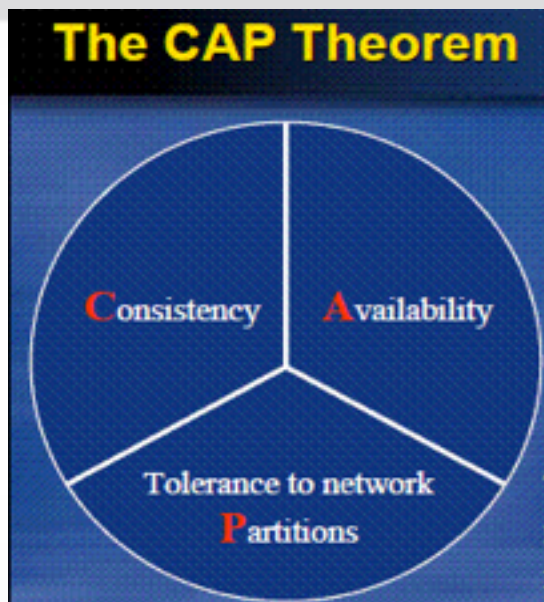 The CAP Theorem
Consistency
Availability
Tolerance to network
Partitions